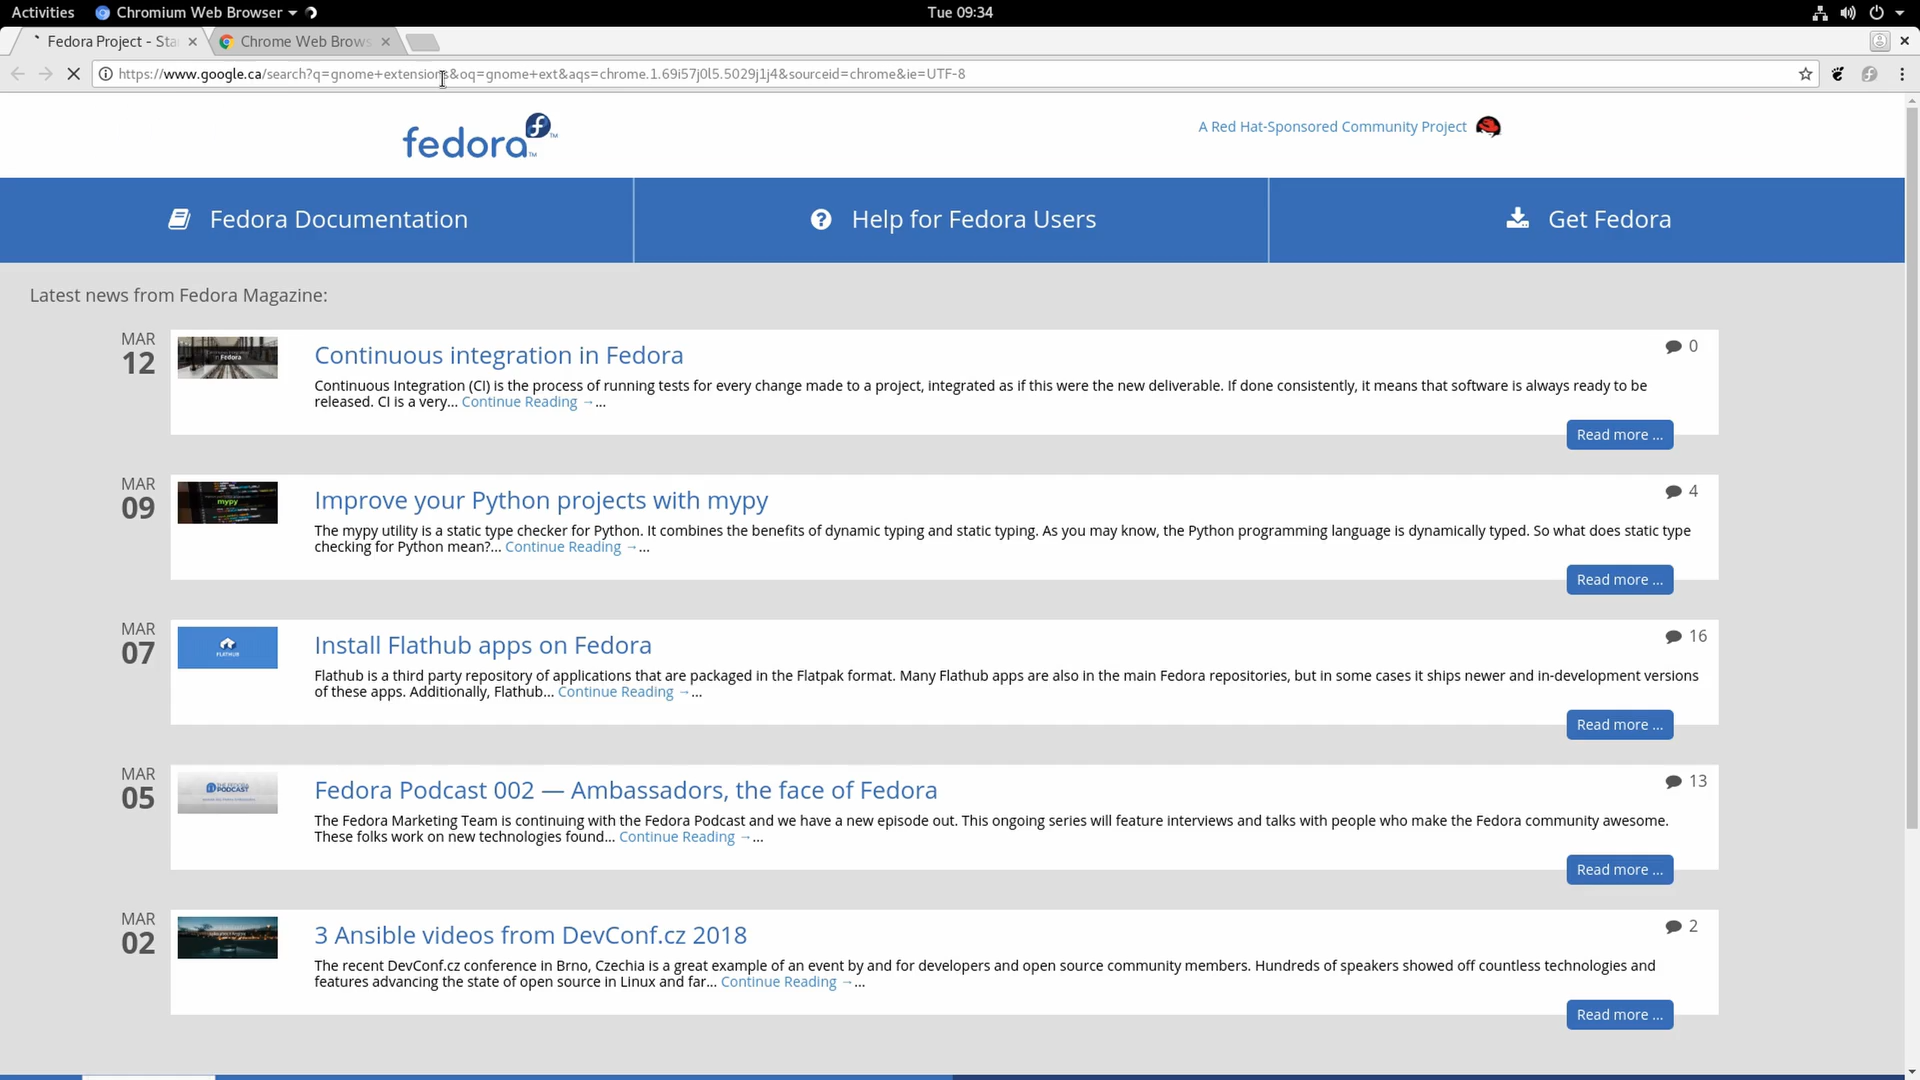 Activities
Chromium Web Browser
Tue 09:34
Fedora Project - Sta
Chrome Web Brows
https://www.google.ca/search?q=gnome+extensions&oq=gnome+ext&aqs=chrome.1.69i57j0l5.5029j1j4&sourceid=chrome&ie=UTF-8
fedora™
A Red Hat-Sponsored Community Project
Fedora Documentation
Help for Fedora Users
Get Fedora
Latest news from Fedora Magazine:
MAR
12
Continuous integration in Fedora
0
Continuous Integration (CI) is the process of running tests for every change made to a project, integrated as if this were the new deliverable. If done consistently, it means that software is always ready to be
released. CI is a very... Continue Reading →...
Read more ...
MAR
09
mypy
Improve your Python projects with mypy
4
The mypy utility is a static type checker for Python. It combines the benefits of dynamic typing and static typing. As you may know, the Python programming language is dynamically typed. So what does static type
checking for Python mean?... Continue Reading →...
Read more ...
MAR
07
FLATHUB
Install Flathub apps on Fedora
16
Flathub is a third party repository of applications that are packaged in the Flatpak format. Many Flathub apps are also in the main Fedora repositories, but in some cases it ships newer and in-development versions
of these apps. Additionally, Flathub... Continue Reading →...
Read more ...
MAR
05
Fedora Podcast 002 — Ambassadors, the face of Fedora
13
The Fedora Marketing Team is continuing with the Fedora Podcast and we have a new episode out. This ongoing series will feature interviews and talks with people who make the Fedora community awesome.
These folks work on new technologies found... Continue Reading →...
Read more ...
MAR
02
3 Ansible videos from DevConf.cz 2018
2
The recent DevConf.cz conference in Brno, Czechia is a great example of an event by and for developers and open source community members. Hundreds of speakers showed off countless technologies and
features advancing the state of open source in Linux and far... Continue Reading →...
Read more ...